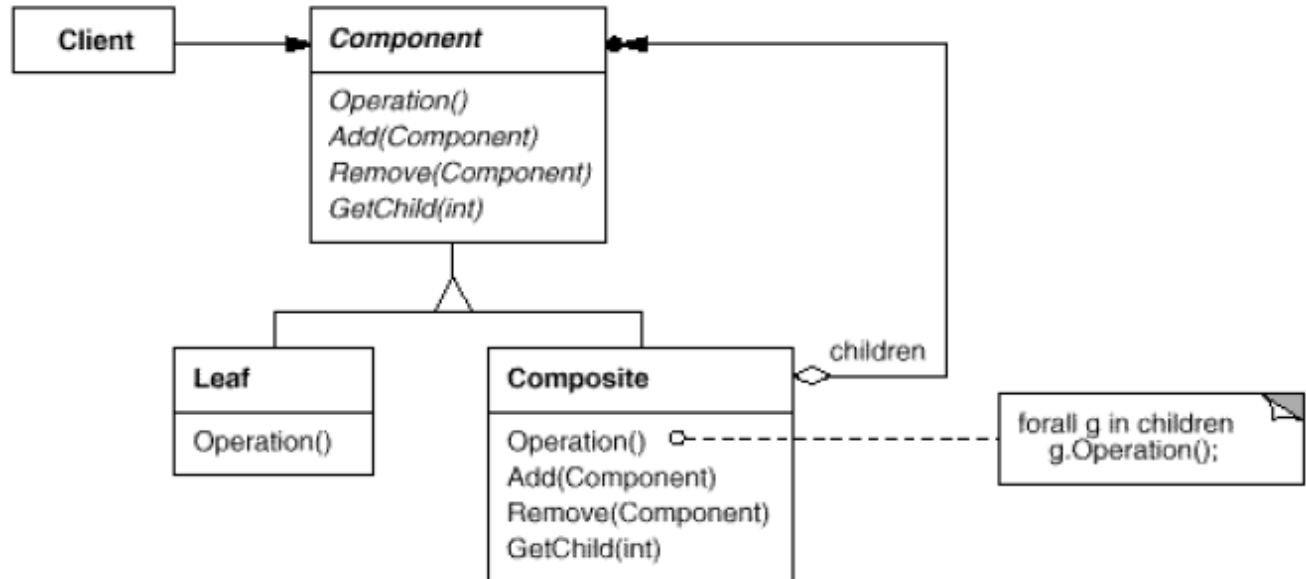 Client
Component
Operation()
Add(Component)
Remove(Component)
GetChild(int)
Leaf
Operation()
Composite
Operation()
Add(Component)
Remove(Component)
GetChild(int)
children
forall g in children
g.Operation();